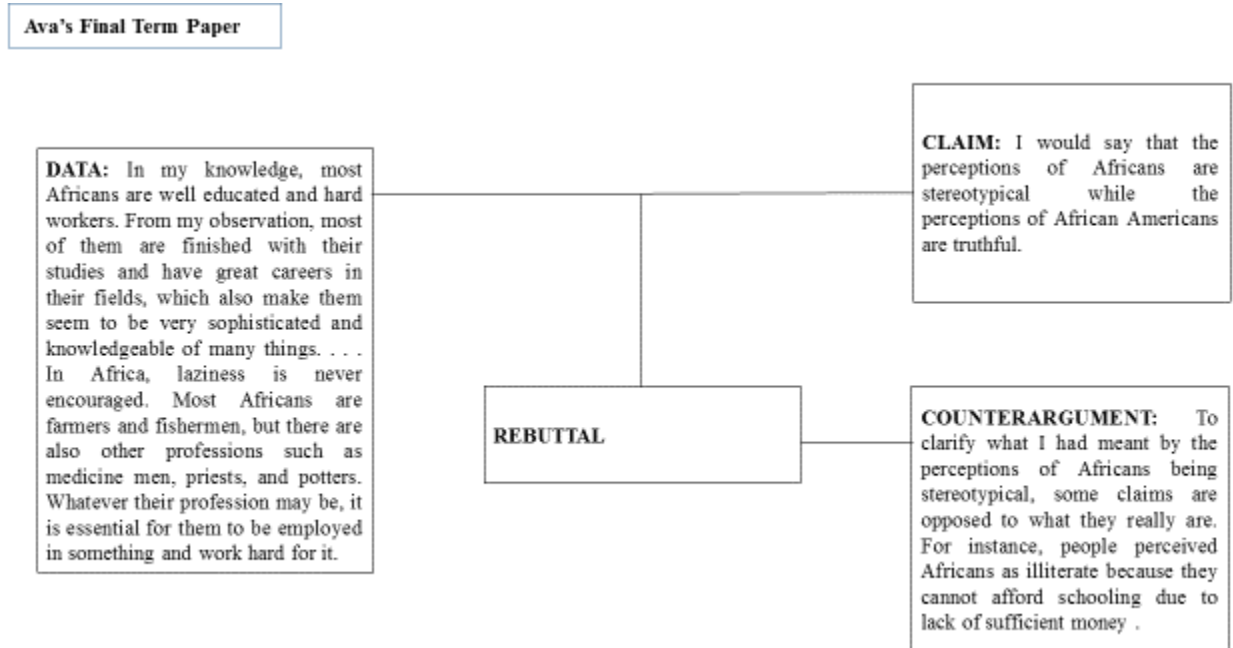 Ava's Final Term Paper
DATA: In my knowledge, most
Africans are well educated and hard
workers. From my observation, most
of them are finished with their
studies and have great careers in
their fields, which also make them
seem to be very sophisticated and
knowledgeable of many things. . . .
In Africa, laziness is never
encouraged. Most Africans are
farmers and fishermen, but there are
also other professions such as
medicine men, priests, and potters.
Whatever their profession may be, it
is essential for them to be employed
in something and work hard for it.
CLAIM: I would say that the
perceptions of Africans are
stereotypical while the
perceptions of African Americans
are truthful.
REBUTTAL
COUNTERARGUMENT: To
clarify what I had meant by the
perceptions of Africans being
stereotypical, some claims are
opposed to what they really are.
For instance, people perceived
Africans as illiterate because they
cannot afford schooling due to
lack of sufficient money .